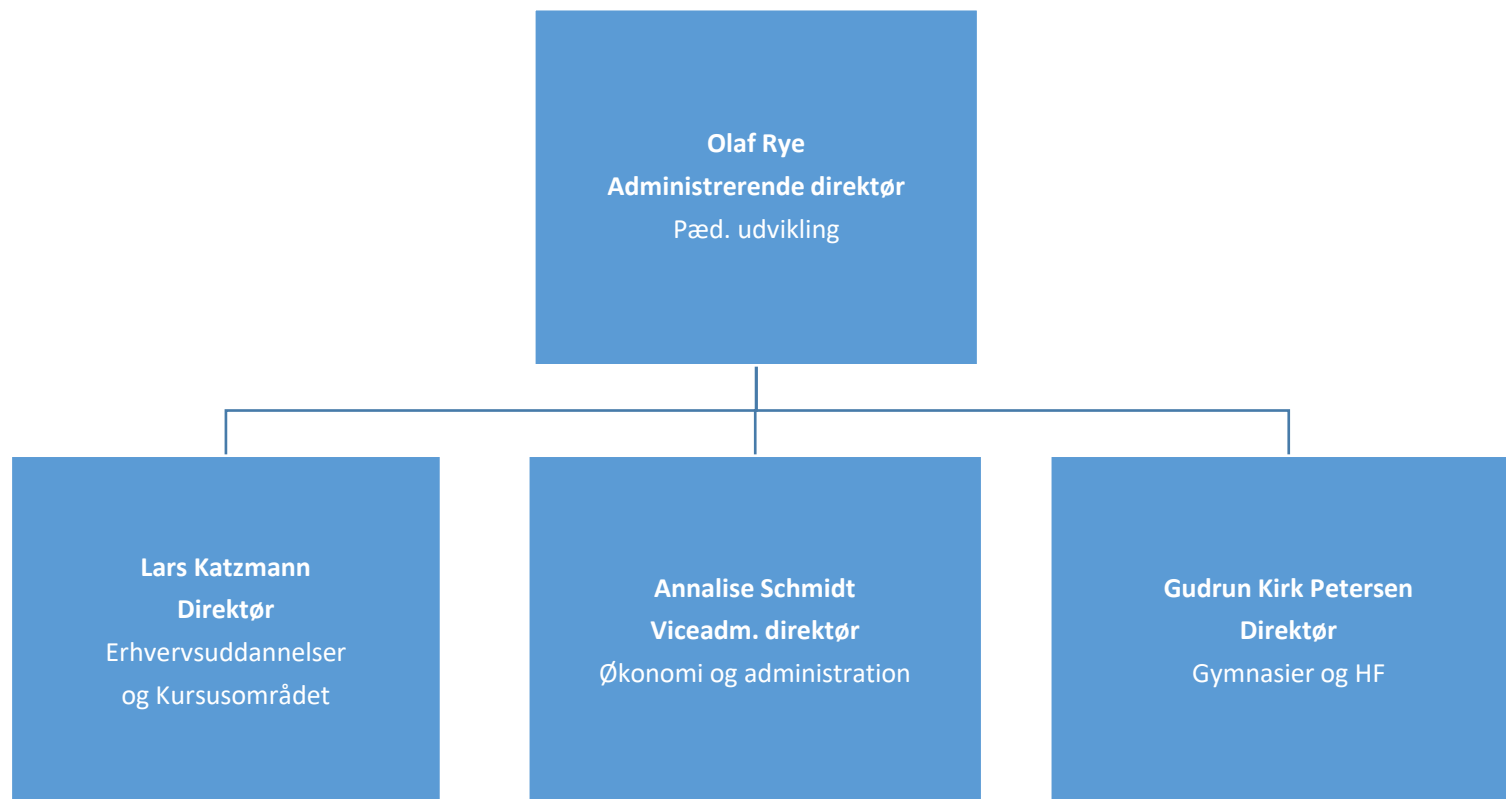 Olaf Rye
Administrerende direktør
Pæd. udvikling
Lars Katzmann
Direktør
Erhvervsuddannelser
og Kursusområdet
Annalise Schmidt
Viceadm. direktør
Økonomi og administration
Gudrun Kirk Petersen
Direktør
Gymnasier og HF